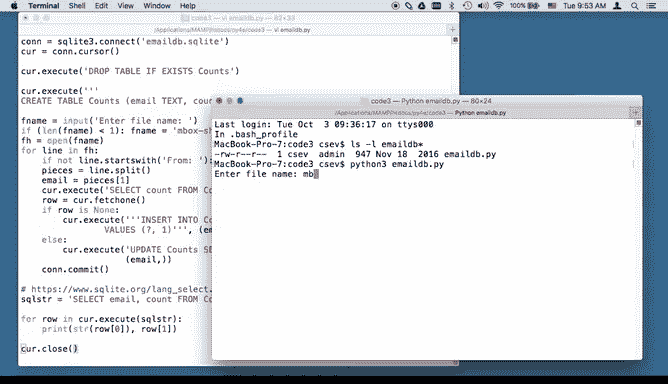 Terminal Shell Edit View Window Help
100% Tue 9:53 AM
code3 — vi emaildb.py — 82×33
conn = sqlite3.connect('emaildb.sqlite')
cur = conn.cursor()
cur.execute('DROP TABLE IF EXISTS Counts')
cur.execute('''
CREATE TABLE Counts (email TEXT, count
fname = input('Enter file name: ')
if (len(fname) < 1): fname = 'mbox-sh
fh = open(fname)
for line in fh:
if not line.startswith('From: '):
pieces = line.split()
email = pieces[1]
cur.execute('SELECT count FROM Co
row = cur.fetchone()
if row is None:
cur.execute('''INSERT INTO Co
VALUES (?, 1)''', (em
else:
cur.execute('UPDATE Counts SE
(email,))
conn.commit()
# https://www.sqlite.org/lang_select.
sqlstr = 'SELECT email, count FROM Co
for row in cur.execute(sqlstr):
print(str(row[0]), row[1])
cur.close()
code3 — Python emaildb.py — 80×24
/Applications/MAMP/htdocs/py4e/code3 — Python emaildb.py
Last login: Tue Oct  3 09:36:17 on ttys000
In .bash_profile
MacBook-Pro-7:code3 csev$ ls -l emaildb*
-rw-r--r--  1 csev  admin  947 Nov 18  2016 emaildb.py
MacBook-Pro-7:code3 csev$ python3 emaildb.py
Enter file name: mb